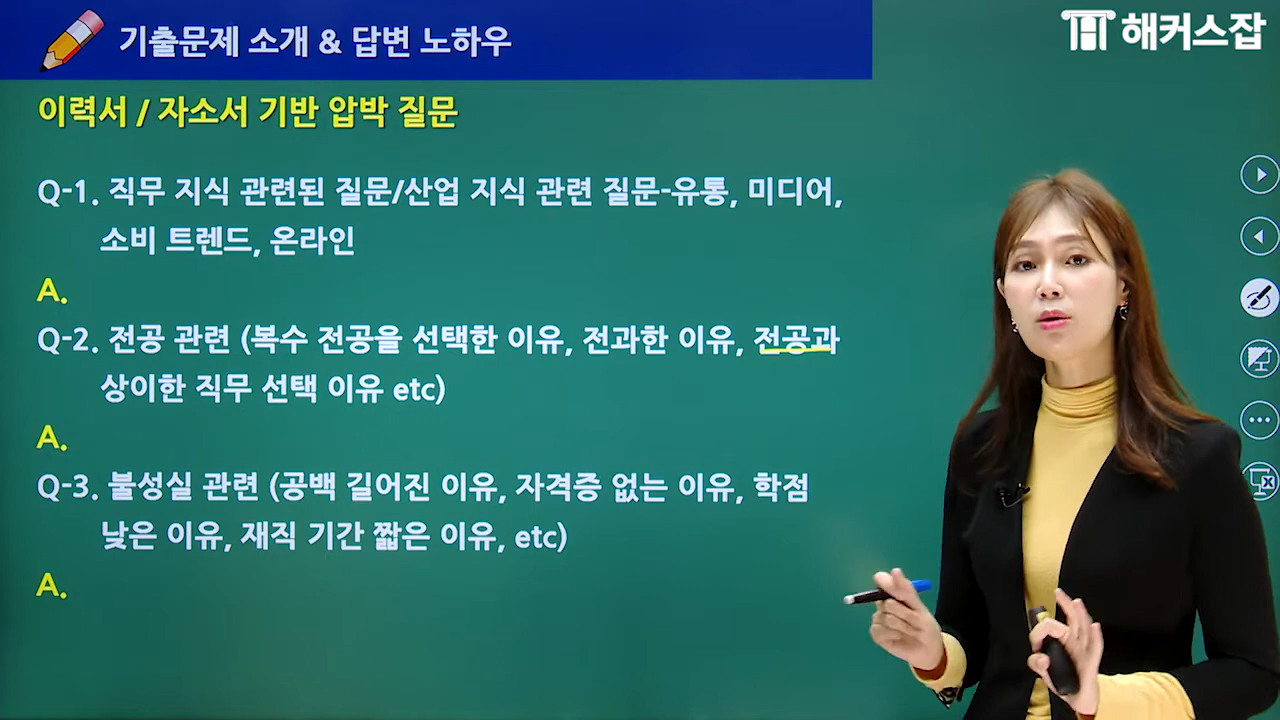 기출문제 소개 & 답변 노하우
해커스잡
이력서 / 자소서 기반 압박 질문
Q-1. 직무 지식 관련된 질문/산업 지식 관련 질문-유통, 미디어,
소비 트렌드, 온라인
A.
Q-2. 전공 관련 (복수 전공을 선택한 이유, 전과한 이유, 전공과
상이한 직무 선택 이유 etc)
A.
Q-3. 불성실 관련 (공백 길어진 이유, 자격증 없는 이유, 학점
낮은 이유, 재직 기간 짧은 이유, etc)
A.